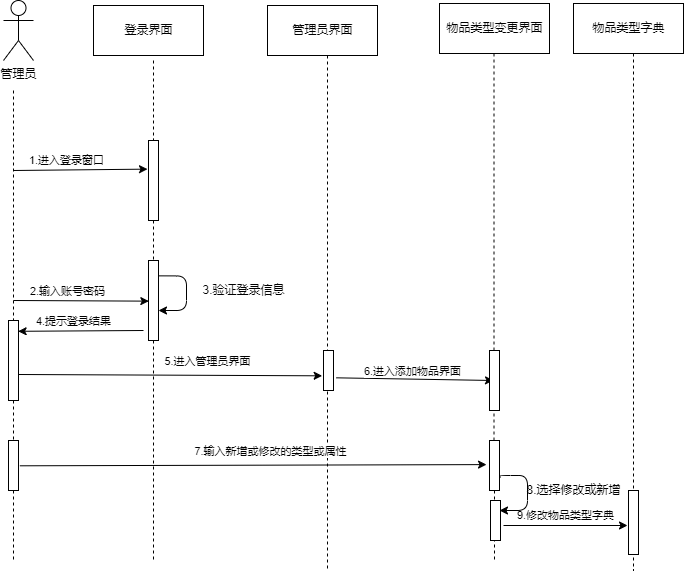 管理员
登录界面
管理员界面
物品类型变更界面
物品类型字典
1.进入登录窗口
2.输入账号密码
3.验证登录信息
4.提示登录结果
5.进入管理员界面
6.进入添加物品界面
7.输入新增或修改的类型或属性
8.选择修改或新增
9.修改物品类型字典